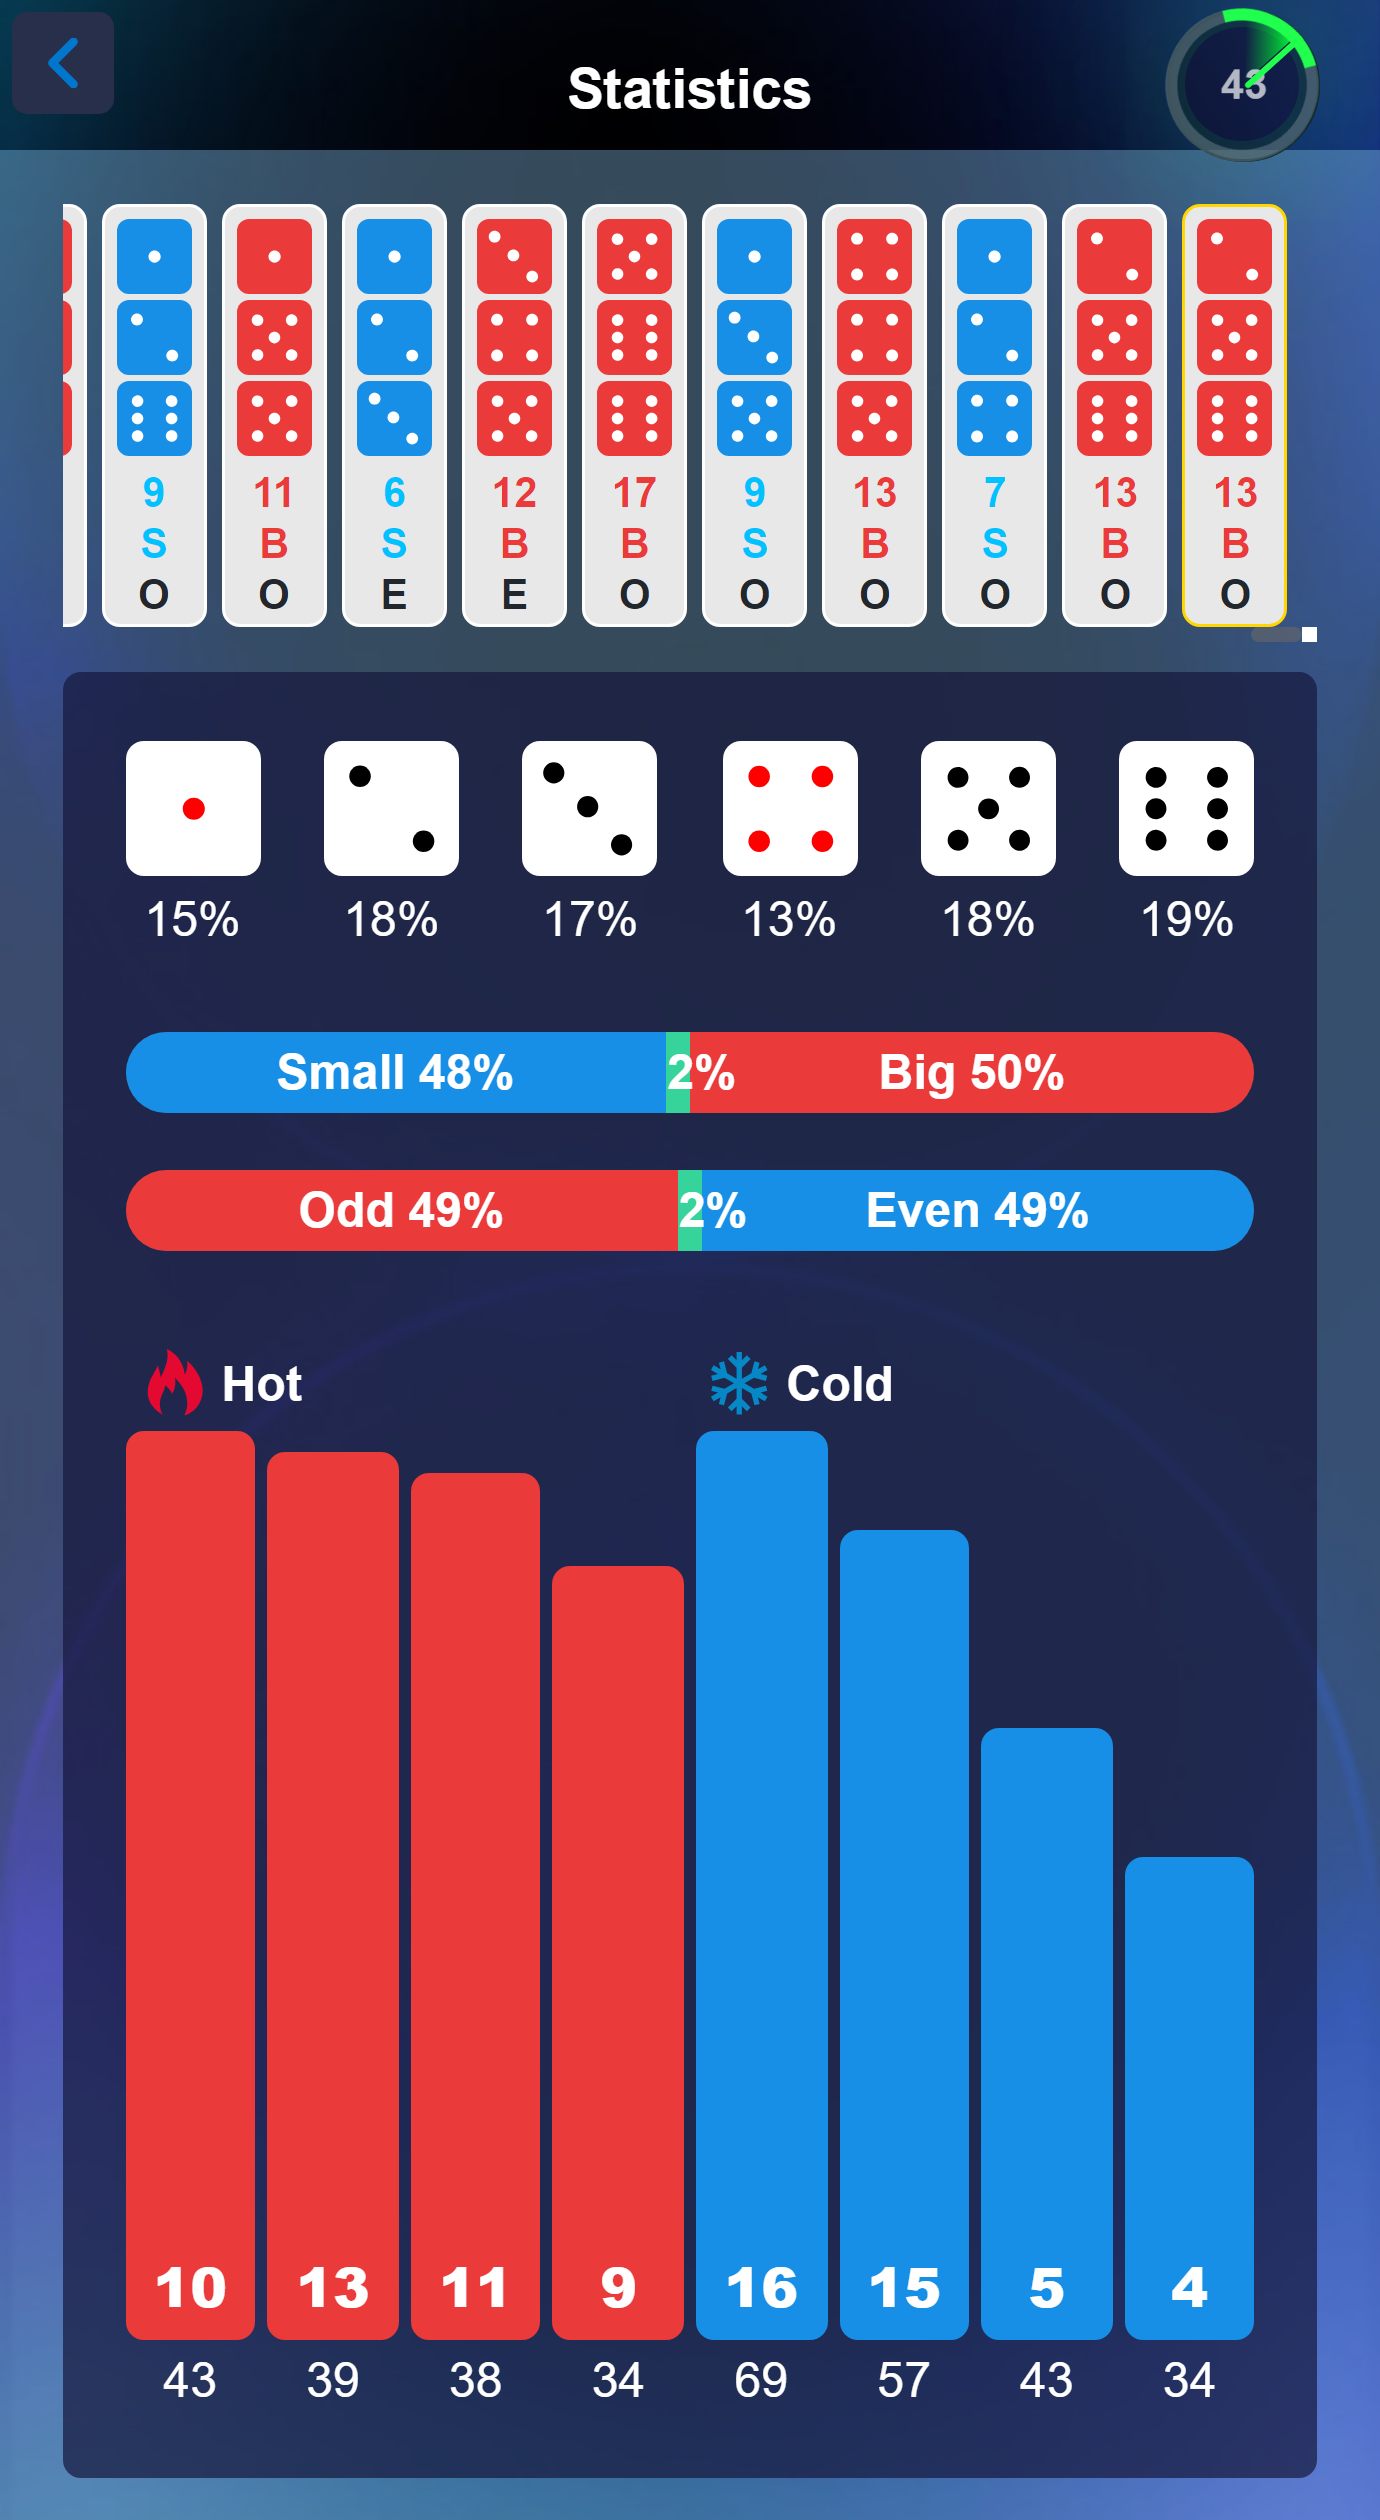 Statistics
43
9 11 6 12 17 9 13 7 13 13
S B S B B S B S B B
O O E E O O O O O O
15% 18% 17% 13% 18% 19%
Small 48% 2% Big 50%
Odd 49% 2% Even 49%
Hot Cold
10 13 11 9 16 15 5 4
43 39 38 34 69 57 43 34